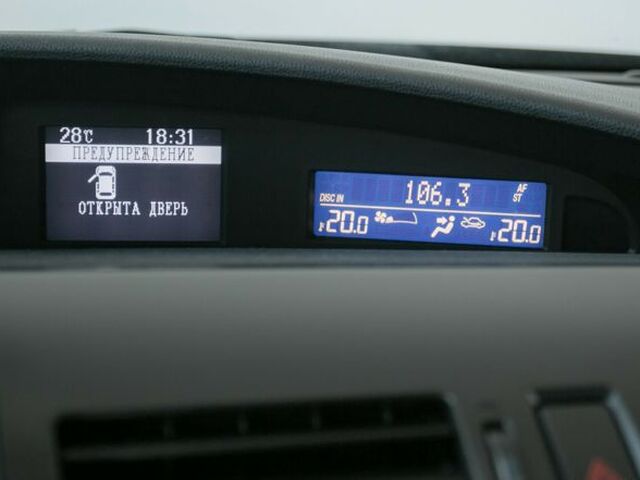 28℃ 18:31
ПРЕДУПРЕЖДЕНИЕ
ОТКРЫТА ДВЕРЬ
106.3 AF
DISC IN ST
20.0 20.0